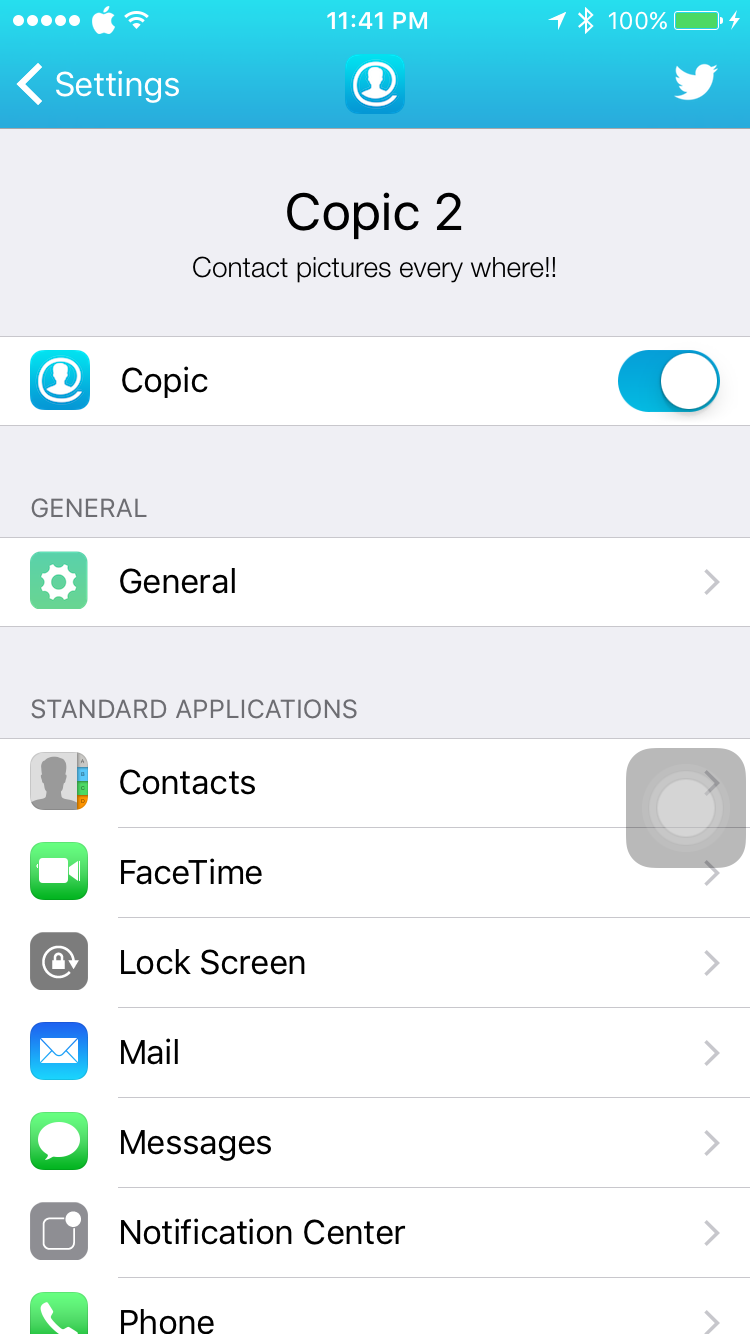 11:41 PM 100%
Settings
Copic 2
Contact pictures every where!!
Copic
GENERAL
General
STANDARD APPLICATIONS
Contacts
FaceTime
Lock Screen
Mail
Messages
Notification Center
Phone